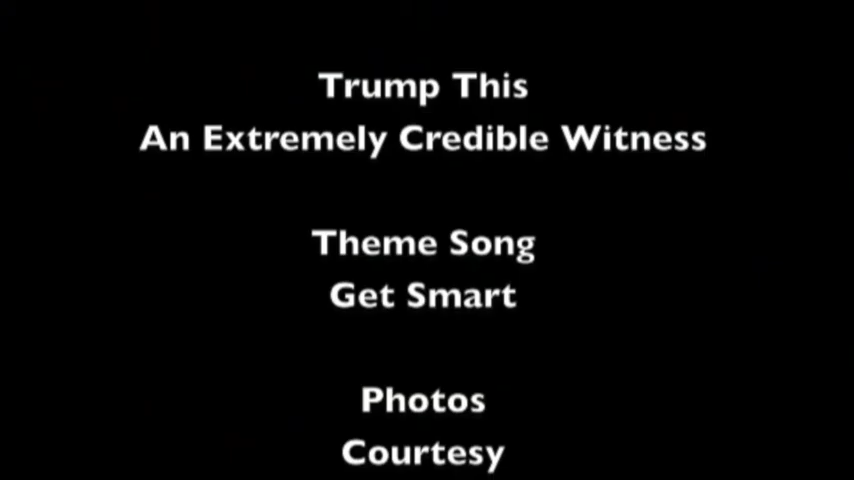 Trump This
An Extremely Credible Witness
Theme Song
Get Smart
Photos
Courtesy